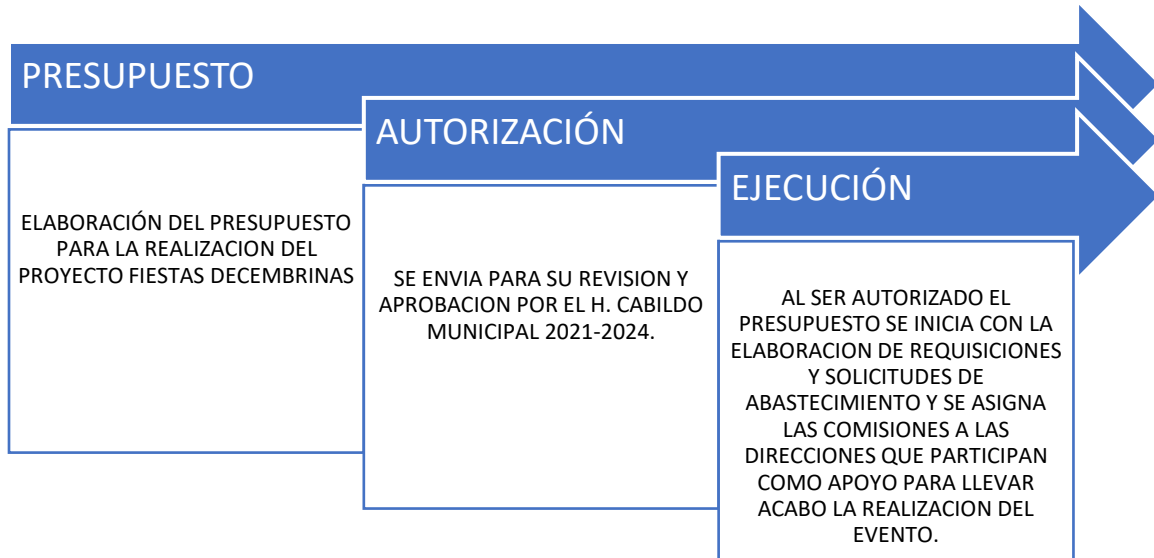 PRESUPUESTO
ELABORACIÓN DEL PRESUPUESTO
PARA LA REALIZACION DEL
PROYECTO FIESTAS DECEMBRINAS
AUTORIZACIÓN
SE ENVIA PARA SU REVISION Y
APROBACION POR EL H. CABILDO
MUNICIPAL 2021-2024.
EJECUCIÓN
AL SER AUTORIZADO EL
PRESUPUESTO SE INICIA CON LA
ELABORACION DE REQUISICIONES
Y SOLICITUDES DE
ABASTECIMIENTO Y SE ASIGNA
LAS COMISIONES A LAS
DIRECCIONES QUE PARTICIPAN
COMO APOYO PARA LLEVAR
ACABO LA REALIZACION DEL
EVENTO.